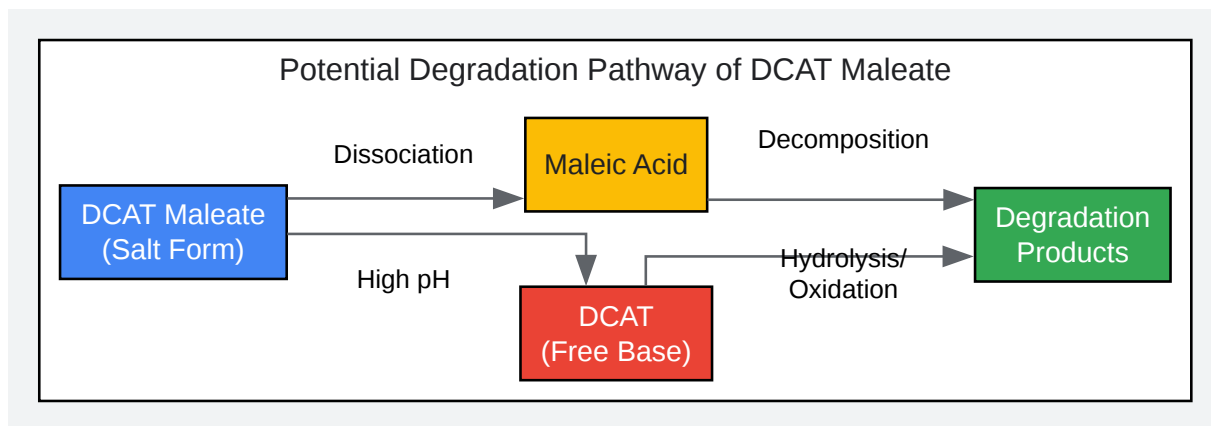 Potential Degradation Pathway of DCAT Maleate
Dissociation
Maleic Acid
Decomposition
DCAT Maleate
(Salt Form)
High pH
DCAT
(Free Base)
Hydrolysis/
Oxidation
Degradation
Products